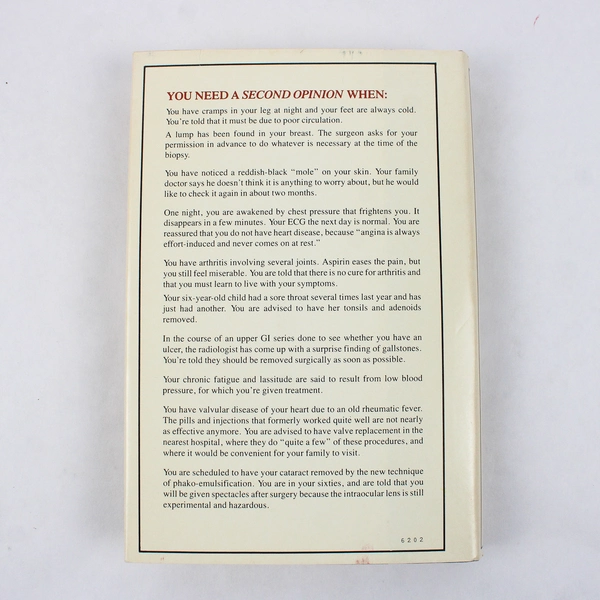 YOU NEED A SECOND OPINION WHEN:
You have cramps in your leg at night and your feet are always cold.
You're told that it must be due to poor circulation.
A lump has been found in your breast. The surgeon asks for your
permission in advance to do whatever is necessary at the time of the
biopsy.
You have noticed a reddish-black "mole" on your skin. Your family
doctor says he doesn't think it is anything to worry about, but he would
like to check it again in about two months.
One night, you are awakened by chest pressure that frightens you. It
disappears in a few minutes. Your ECG the next day is normal. You are
reassured that you do not have heart disease, because "angina is always
effort-induced and never comes on at rest."
You have arthritis involving several joints. Aspirin eases the pain, but
you still feel miserable. You are told that there is no cure for arthritis and
that you must learn to live with your symptoms.
Your six-year-old child had a sore throat several times last year and has
just had another. You are advised to have her tonsils and adenoids
removed.
In the course of an upper GI series done to see whether you have an
ulcer, the radiologist has come up with a surprise finding of gallstones.
You're told they should be removed surgically as soon as possible.
Your chronic fatigue and lassitude are said to result from low blood
pressure, for which you're given treatment.
You have valvular disease of your heart due to an old rheumatic fever.
The pills and injections that formerly worked quite well are not nearly
as effective anymore. You are advised to have valve replacement in the
nearest hospital, where they do "quite a few" of these procedures, and
where it would be convenient for your family to visit.
You are scheduled to have your cataract removed by the new technique
of phako-emulsification. You are in your sixties, and are told that you
will be given spectacles after surgery because the intraocular lens is still
experimental and hazardous.
6202